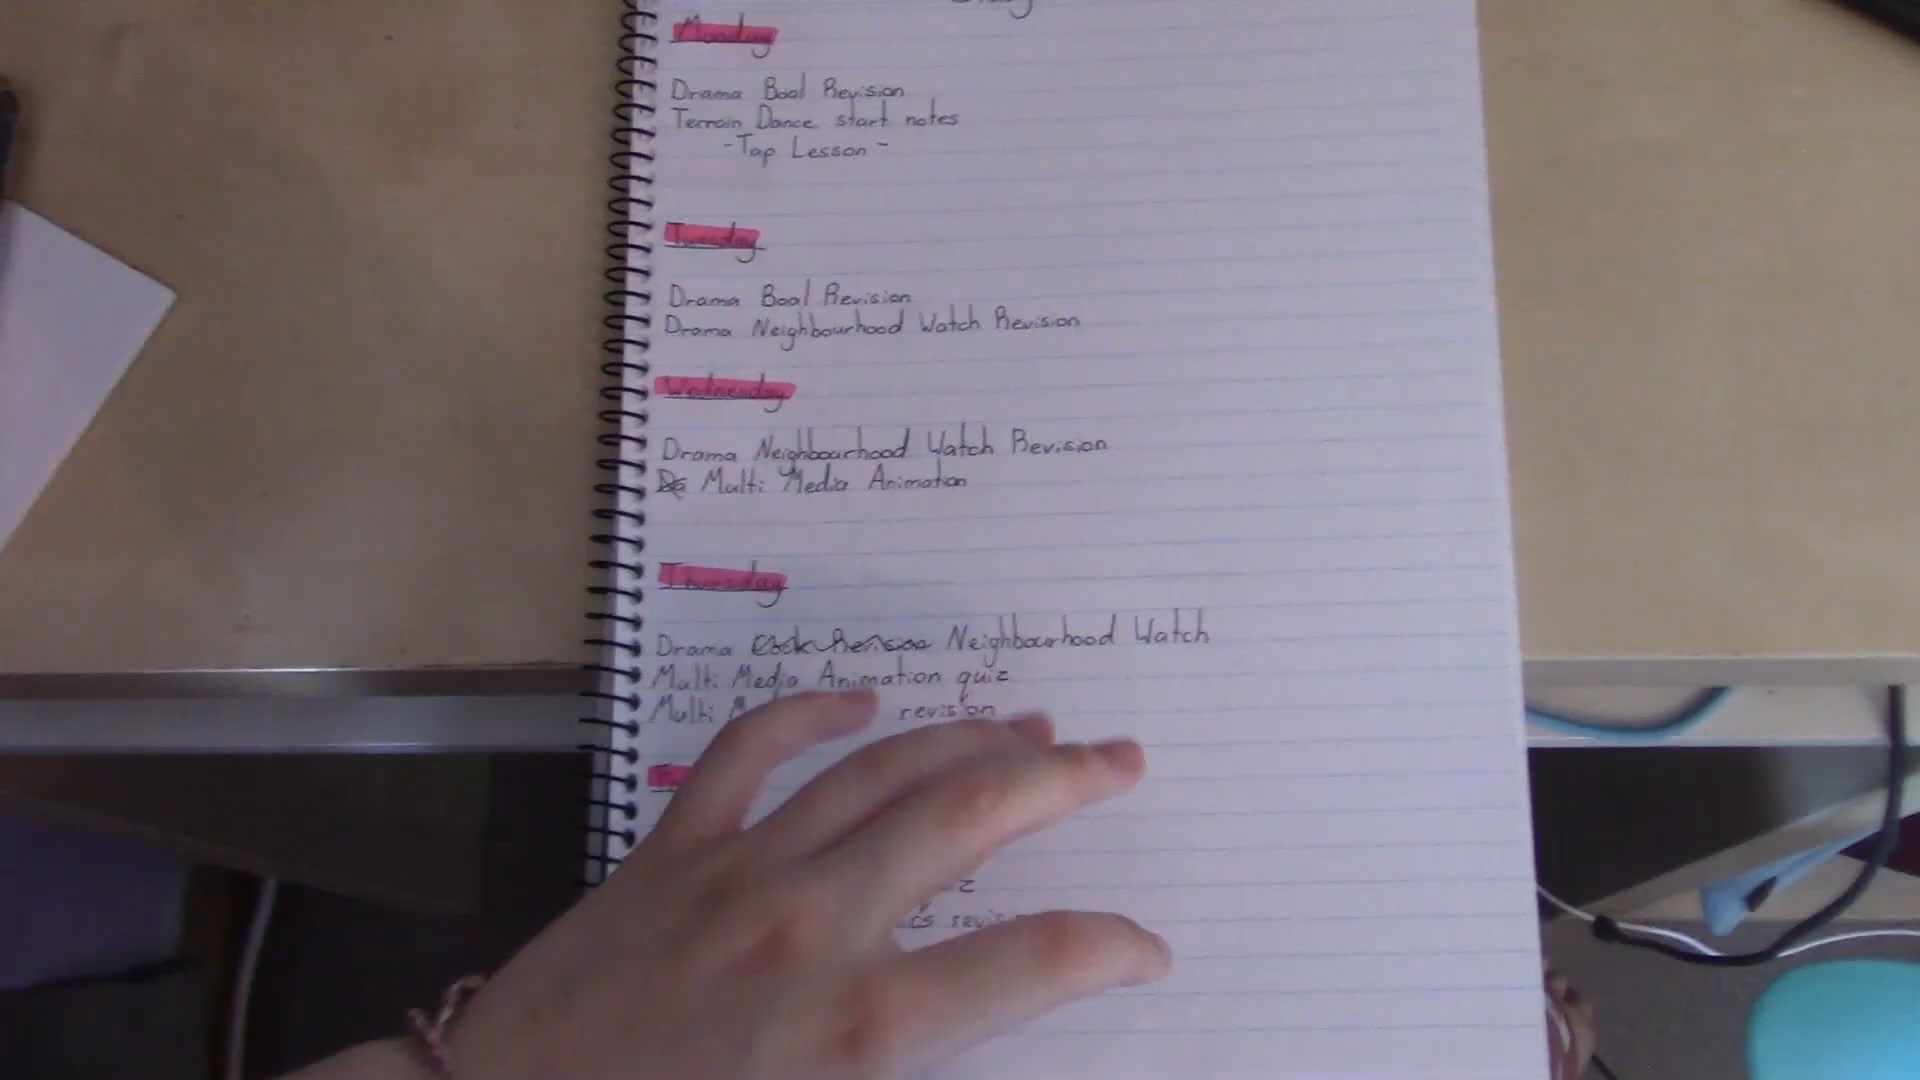 Monday
Drama Boal Revision
Terrain Dance start notes
-Tap Lesson-
Tuesday
Drama Boal Revision
Drama Neighbourhood Watch Revision
Wednesday
Drama Neighbourhood Watch Revision
Multi Media Animation
Thursday
Drama Neighbourhood Watch
Multi Media Animation quiz
Multi revision